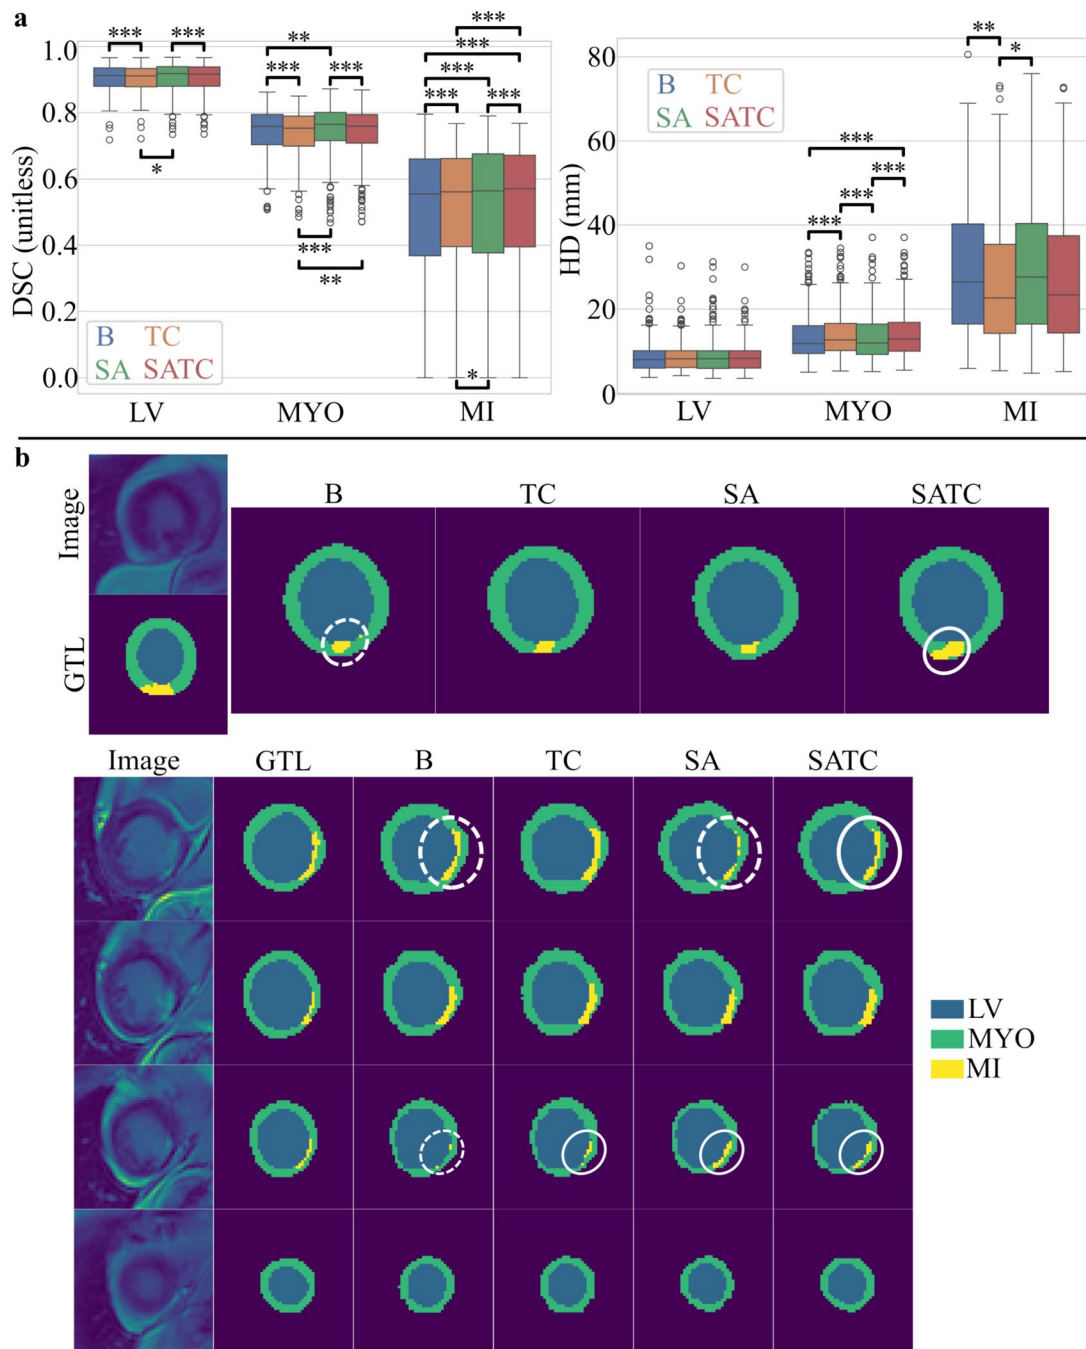 a
DSC (unitless)
1.0
0.8
0.6
0.4
0.2
0.0
*** ***
*
**
*** ***
***
**
***
***
***
*** ***
*
B TC
SA SATC
LV MYO MI
HD (mm)
80
60
40
20
0
** *
***
***
***
***
B TC
SA SATC
LV MYO MI
b
Image
GTL
B TC SA SATC
Image GTL B TC SA SATC
LV
MYO
MI